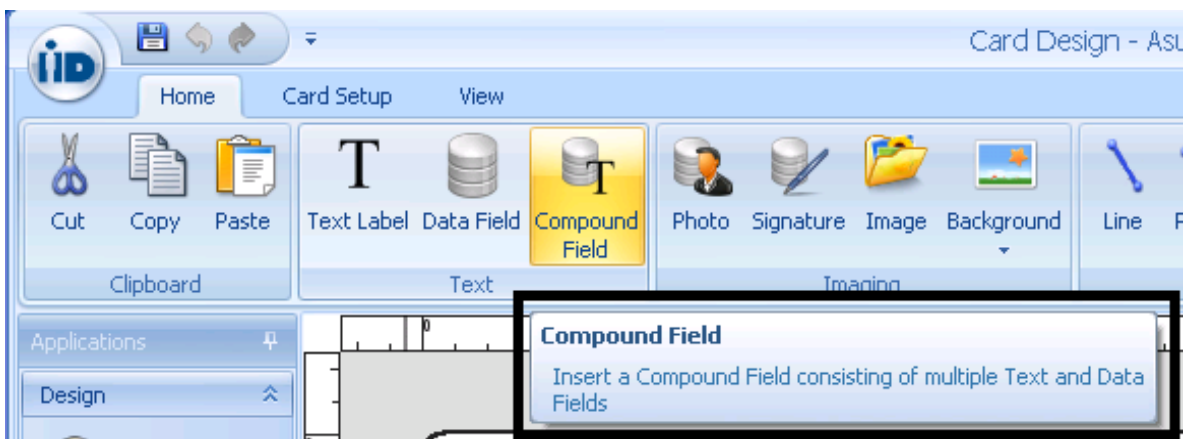 iiD
Card Design - Asu
Home Card Setup View
Cut Copy Paste Text Label Data Field Compound Field Photo Signature Image Background Line
Clipboard Text Imaging
Applications
Design
0
Compound Field
Insert a Compound Field consisting of multiple Text and Data
Fields